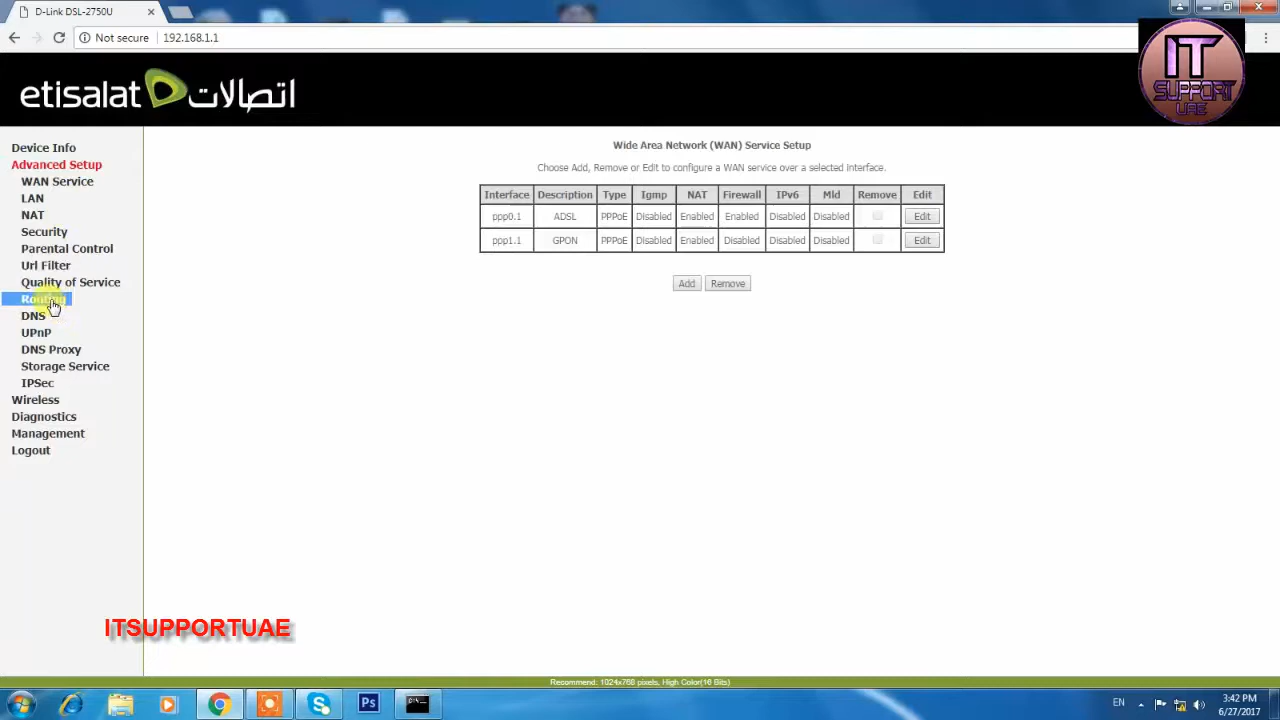 D-Link DSL-2750U
Not secure 192.168.1.1
IT
SUPPORT
UAE
etisalat اتصالات
Device Info
Advanced Setup
WAN Service
LAN
NAT
Security
Parental Control
Url Filter
Quality of Service
Routing
DNS
UPnP
DNS Proxy
Storage Service
IPSec
Wireless
Diagnostics
Management
Logout
Wide Area Network (WAN) Service Setup
Choose Add, Remove or Edit to configure a WAN service over a selected interface.
Interface Description Type Igmp NAT Firewall IPv6 Mld Remove Edit
ppp0.1 ADSL PPPoE Disabled Enabled Enabled Disabled Disabled Edit
ppp1.1 GPON PPPoE Disabled Enabled Disabled Disabled Disabled Edit
Add Remove
ITSUPPORTUAE
Recommend: 1024x768 pixels, High Color(16 Bits)
Ps
EN
3:42 PM
6/27/2017